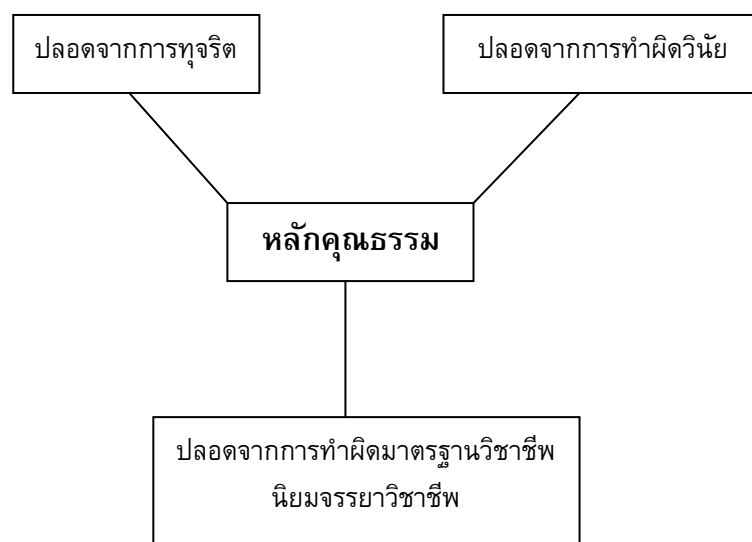 ปลอดจากการทุจริต
ปลอดจากการทำผิดวินัย
หลักคุณธรรม
ปลอดจากการทำผิดมาตรฐานวิชาชีพ
นิยมจรรยาวิชาชีพ